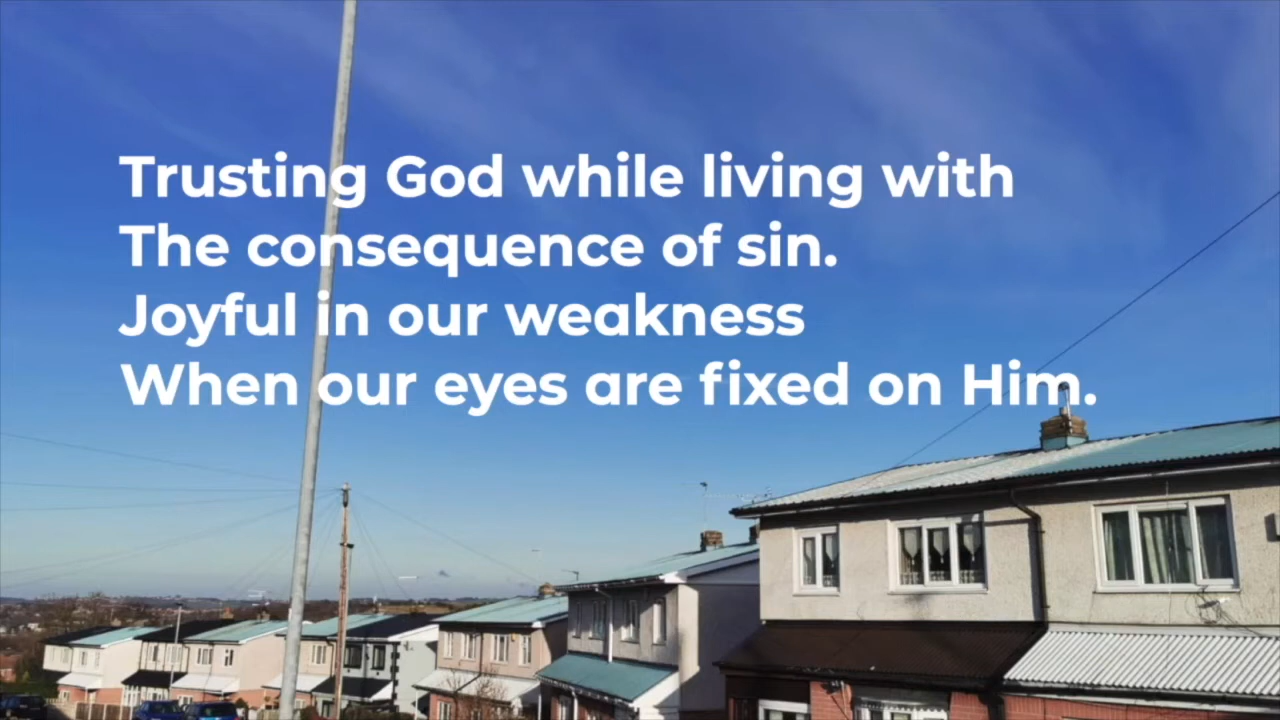 Trusting God while living with
The consequence of sin.
Joyful in our weakness
When our eyes are fixed on Him.